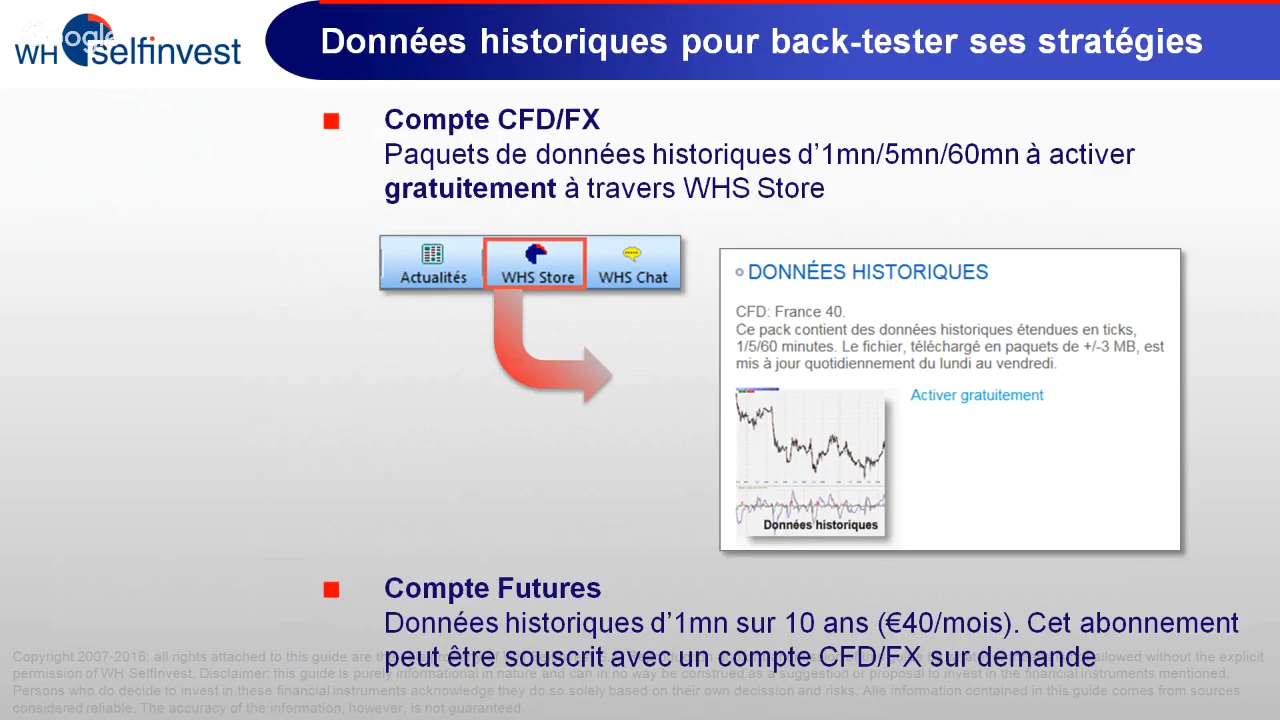 Google
WH SelfInvest
Données historiques pour back-tester ses stratégies
Compte CFD/FX
Paquets de données historiques d’1mn/5mn/60mn à activer
gratuitement à travers WHS Store
Actualités
WHS Store
WHS Chat
DONNÉES HISTORIQUES
CFD: France 40.
Ce pack contient des données historiques étendues en ticks,
1/5/60 minutes. Le fichier, téléchargé en paquets de +/-3 MB, est
mis à jour quotidiennement du lundi au vendredi.
Activer gratuitement
Données historiques
Compte Futures
Données historiques d’1mn sur 10 ans (€40/mois). Cet abonnement
peut être souscrit avec un compte CFD/FX sur demande
Copyright 2007-2016: all rights attached to this guide are the allowed without the explicit
permission of WH SelfInvest. Disclaimer: this guide is purely informational in nature and can in no way be construed as a suggestion or proposal to invest in the financial instruments mentioned.
Persons who do decide to invest in these financial instruments acknowledge they do so solely based on their own decission and risks. Alle information contained in this guide comes from sources
considered reliable. The accuracy of the information, however, is not guaranteed.